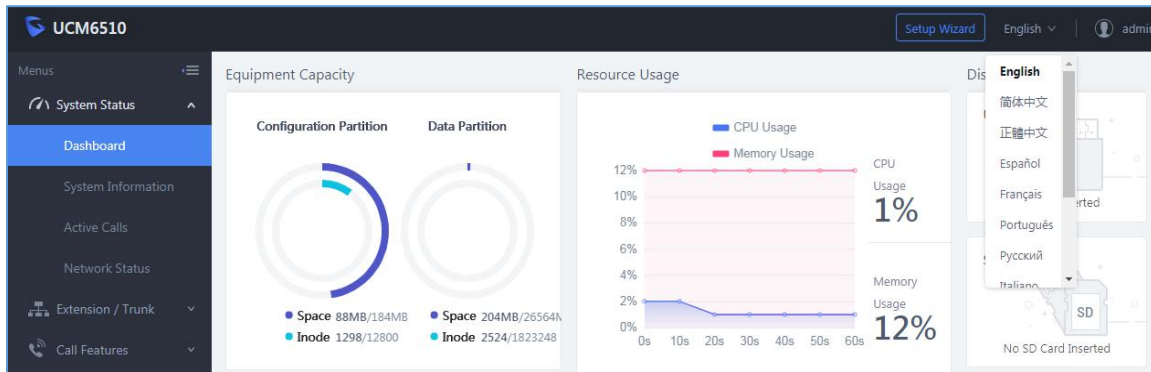 UCM6510
Setup Wizard
English
admin
Menus
System Status
Dashboard
System Information
Active Calls
Network Status
Extension / Trunk
Call Features
Equipment Capacity
Configuration Partition
Data Partition
Space 88MB/184MB
Inode 1298/12800
Space 204MB/26564M
Inode 2524/1823248
Resource Usage
CPU Usage
Memory Usage
12%
10%
8%
6%
4%
2%
0%
0s 10s 20s 30s 40s 50s 60s
CPU
Usage
1%
Memory
Usage
12%
Dis
English
简体中文
正體中文
Español
Français
Português
Русский
Italiano
erted
SD
No SD Card Inserted